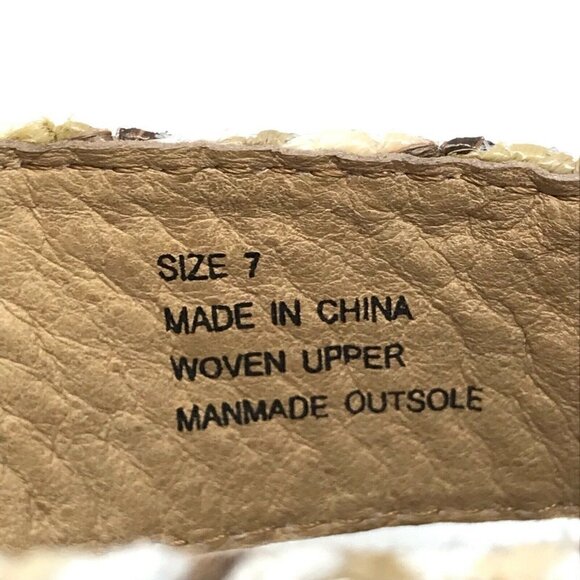 SIZE 7
MADE IN CHINA
WOVEN UPPER
MANMADE OUTSOLE